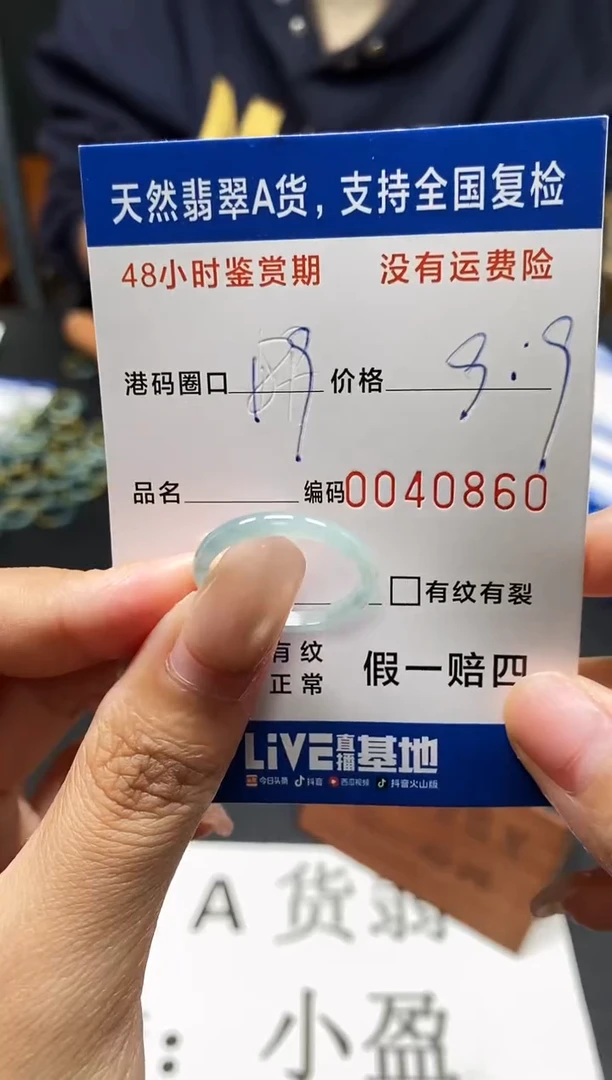 天然翡翠A货，支持全国复检
48小时鉴赏期 没有运费险
港码圈口 19 价格 9.9
品名 编码0040860
有纹有裂
有纹 假一赔四
正常
LiVE直播基地
今日头条 抖音 西瓜视频 抖音火山版
A货翡
：小盈